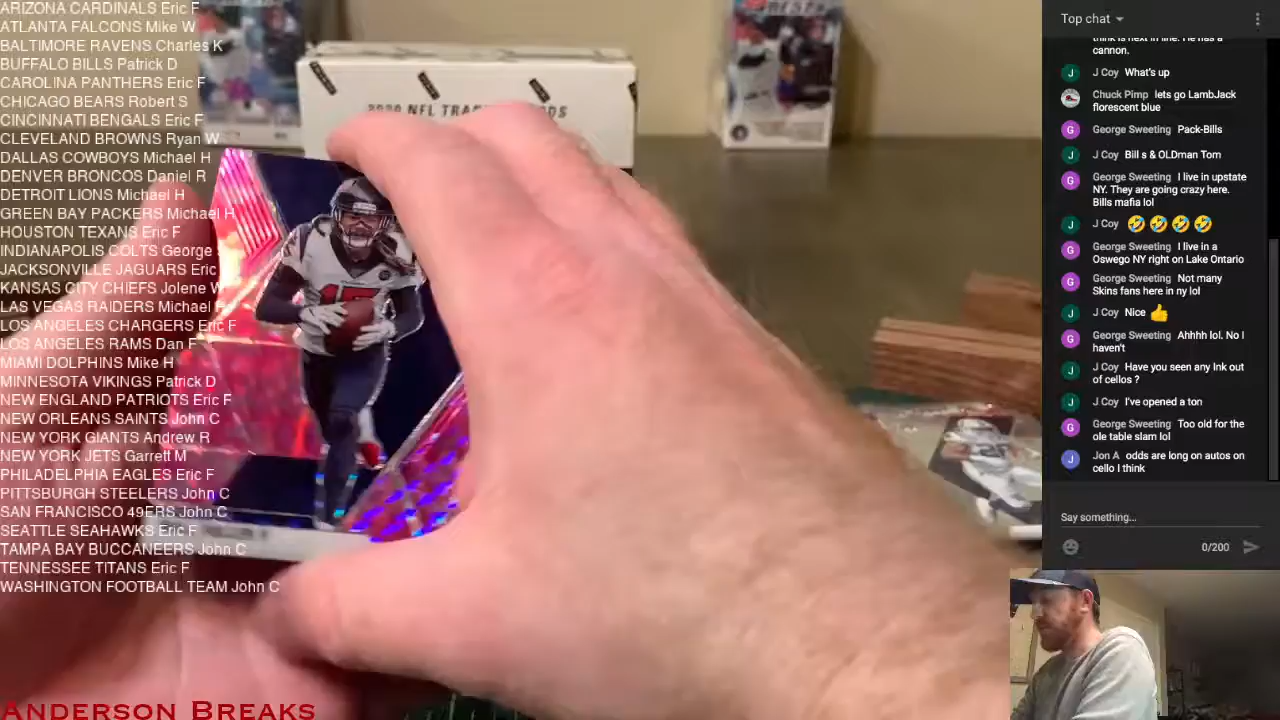 ARIZONA CARDINALS Eric F
ATLANTA FALCONS Mike W
BALTIMORE RAVENS Charles K
BUFFALO BILLS Patrick D
CAROLINA PANTHERS Eric F
CHICAGO BEARS Robert S
CINCINNATI BENGALS Eric F
CLEVELAND BROWNS Ryan W
DALLAS COWBOYS Michael H
DENVER BRONCOS Daniel R
DETROIT LIONS Michael H
GREEN BAY PACKERS Michael H
HOUSTON TEXANS Eric F
INDIANAPOLIS COLTS George
JACKSONVILLE JAGUARS Eric
KANSAS CITY CHIEFS Jolene W
LAS VEGAS RAIDERS Michael
LOS ANGELES CHARGERS Eric F
LOS ANGELES RAMS Dan F
MIAMI DOLPHINS Mike H
MINNESOTA VIKINGS Patrick D
NEW ENGLAND PATRIOTS Eric F
NEW ORLEANS SAINTS John C
NEW YORK GIANTS Andrew R
NEW YORK JETS Garrett M
PHILADELPHIA EAGLES Eric F
PITTSBURGH STEELERS John C
SAN FRANCISCO 49ERS John C
SEATTLE SEAHAWKS Eric F
TAMPA BAY BUCCANEERS John C
TENNESSEE TITANS Eric F
WASHINGTON FOOTBALL TEAM John C
ANDERSON BREAKS
2020 NFL
15
Top chat
think is next in line. He has a
cannon.
J Coy What's up
Chuck Pimp lets go LambJack
florescent blue
George Sweeting Pack-Bills
J Coy Bill s & OLDman Tom
George Sweeting I live in upstate
NY. They are going crazy here.
Bills mafia lol
J Coy 🤣🤣🤣🤣
George Sweeting I live in a
Oswego NY right on Lake Ontario
George Sweeting Not many
Skins fans here in ny lol
J Coy Nice 👍
George Sweeting Ahhhh lol. No I
haven't
J Coy Have you seen any Ink out
of cellos ?
J Coy I've opened a ton
George Sweeting Too old for the
ole table slam lol
Jon A odds are long on autos on
cello I think
Say something...
0/200